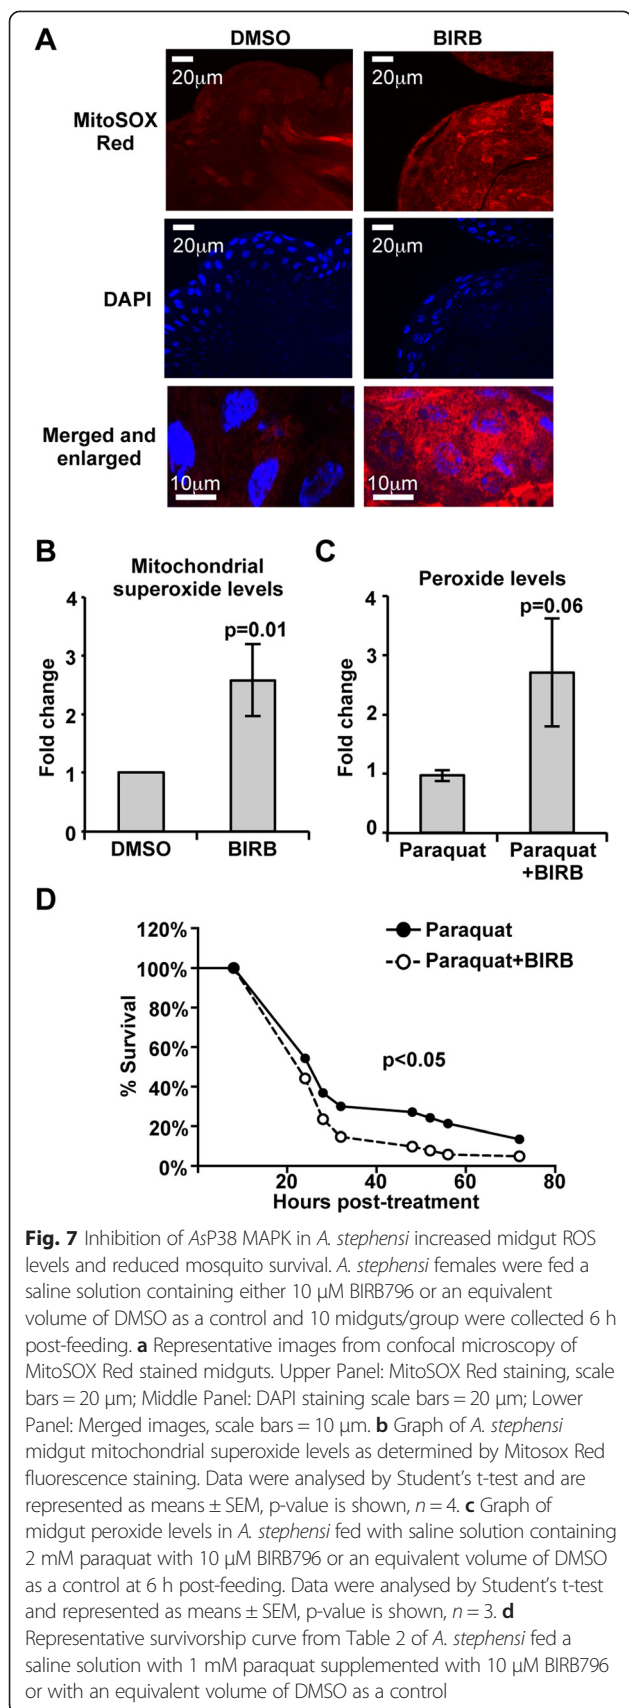 A
DMSO
BIRB
20μm
20μm
MitoSOX
Red
20μm
20μm
DAPI
Merged and
enlarged
10μm
10μm
B
Mitochondrial
superoxide levels
4
3
2
1
0
Fold change
p=0.01
DMSO
BIRB
C
Peroxide levels
4
3
2
1
0
Fold change
p=0.06
Paraquat
Paraquat
+BIRB
D
120%
100%
80%
60%
40%
20%
0%
% Survival
Paraquat
Paraquat+BIRB
p<0.05
20
40
60
80
Hours post-treatment
Fig. 7 Inhibition of AsP38 MAPK in A. stephensi increased midgut ROS
levels and reduced mosquito survival. A. stephensi females were fed a
saline solution containing either 10 μM BIRB796 or an equivalent
volume of DMSO as a control and 10 midguts/group were collected 6 h
post-feeding. a Representative images from confocal microscopy of
MitoSOX Red stained midguts. Upper Panel: MitoSOX Red staining, scale
bars = 20 μm; Middle Panel: DAPI staining scale bars = 20 μm; Lower
Panel: Merged images, scale bars = 10 μm. b Graph of A. stephensi
midgut mitochondrial superoxide levels as determined by Mitosox Red
fluorescence staining. Data were analysed by Student's t-test and are
represented as means ± SEM, p-value is shown, n = 4. c Graph of
midgut peroxide levels in A. stephensi fed with saline solution containing
2 mM paraquat with 10 μM BIRB796 or an equivalent volume of DMSO
as a control at 6 h post-feeding. Data were analysed by Student's t-test
and represented as means ± SEM, p-value is shown, n = 3. d
Representative survivorship curve from Table 2 of A. stephensi fed a
saline solution with 1 mM paraquat supplemented with 10 μM BIRB796
or with an equivalent volume of DMSO as a control